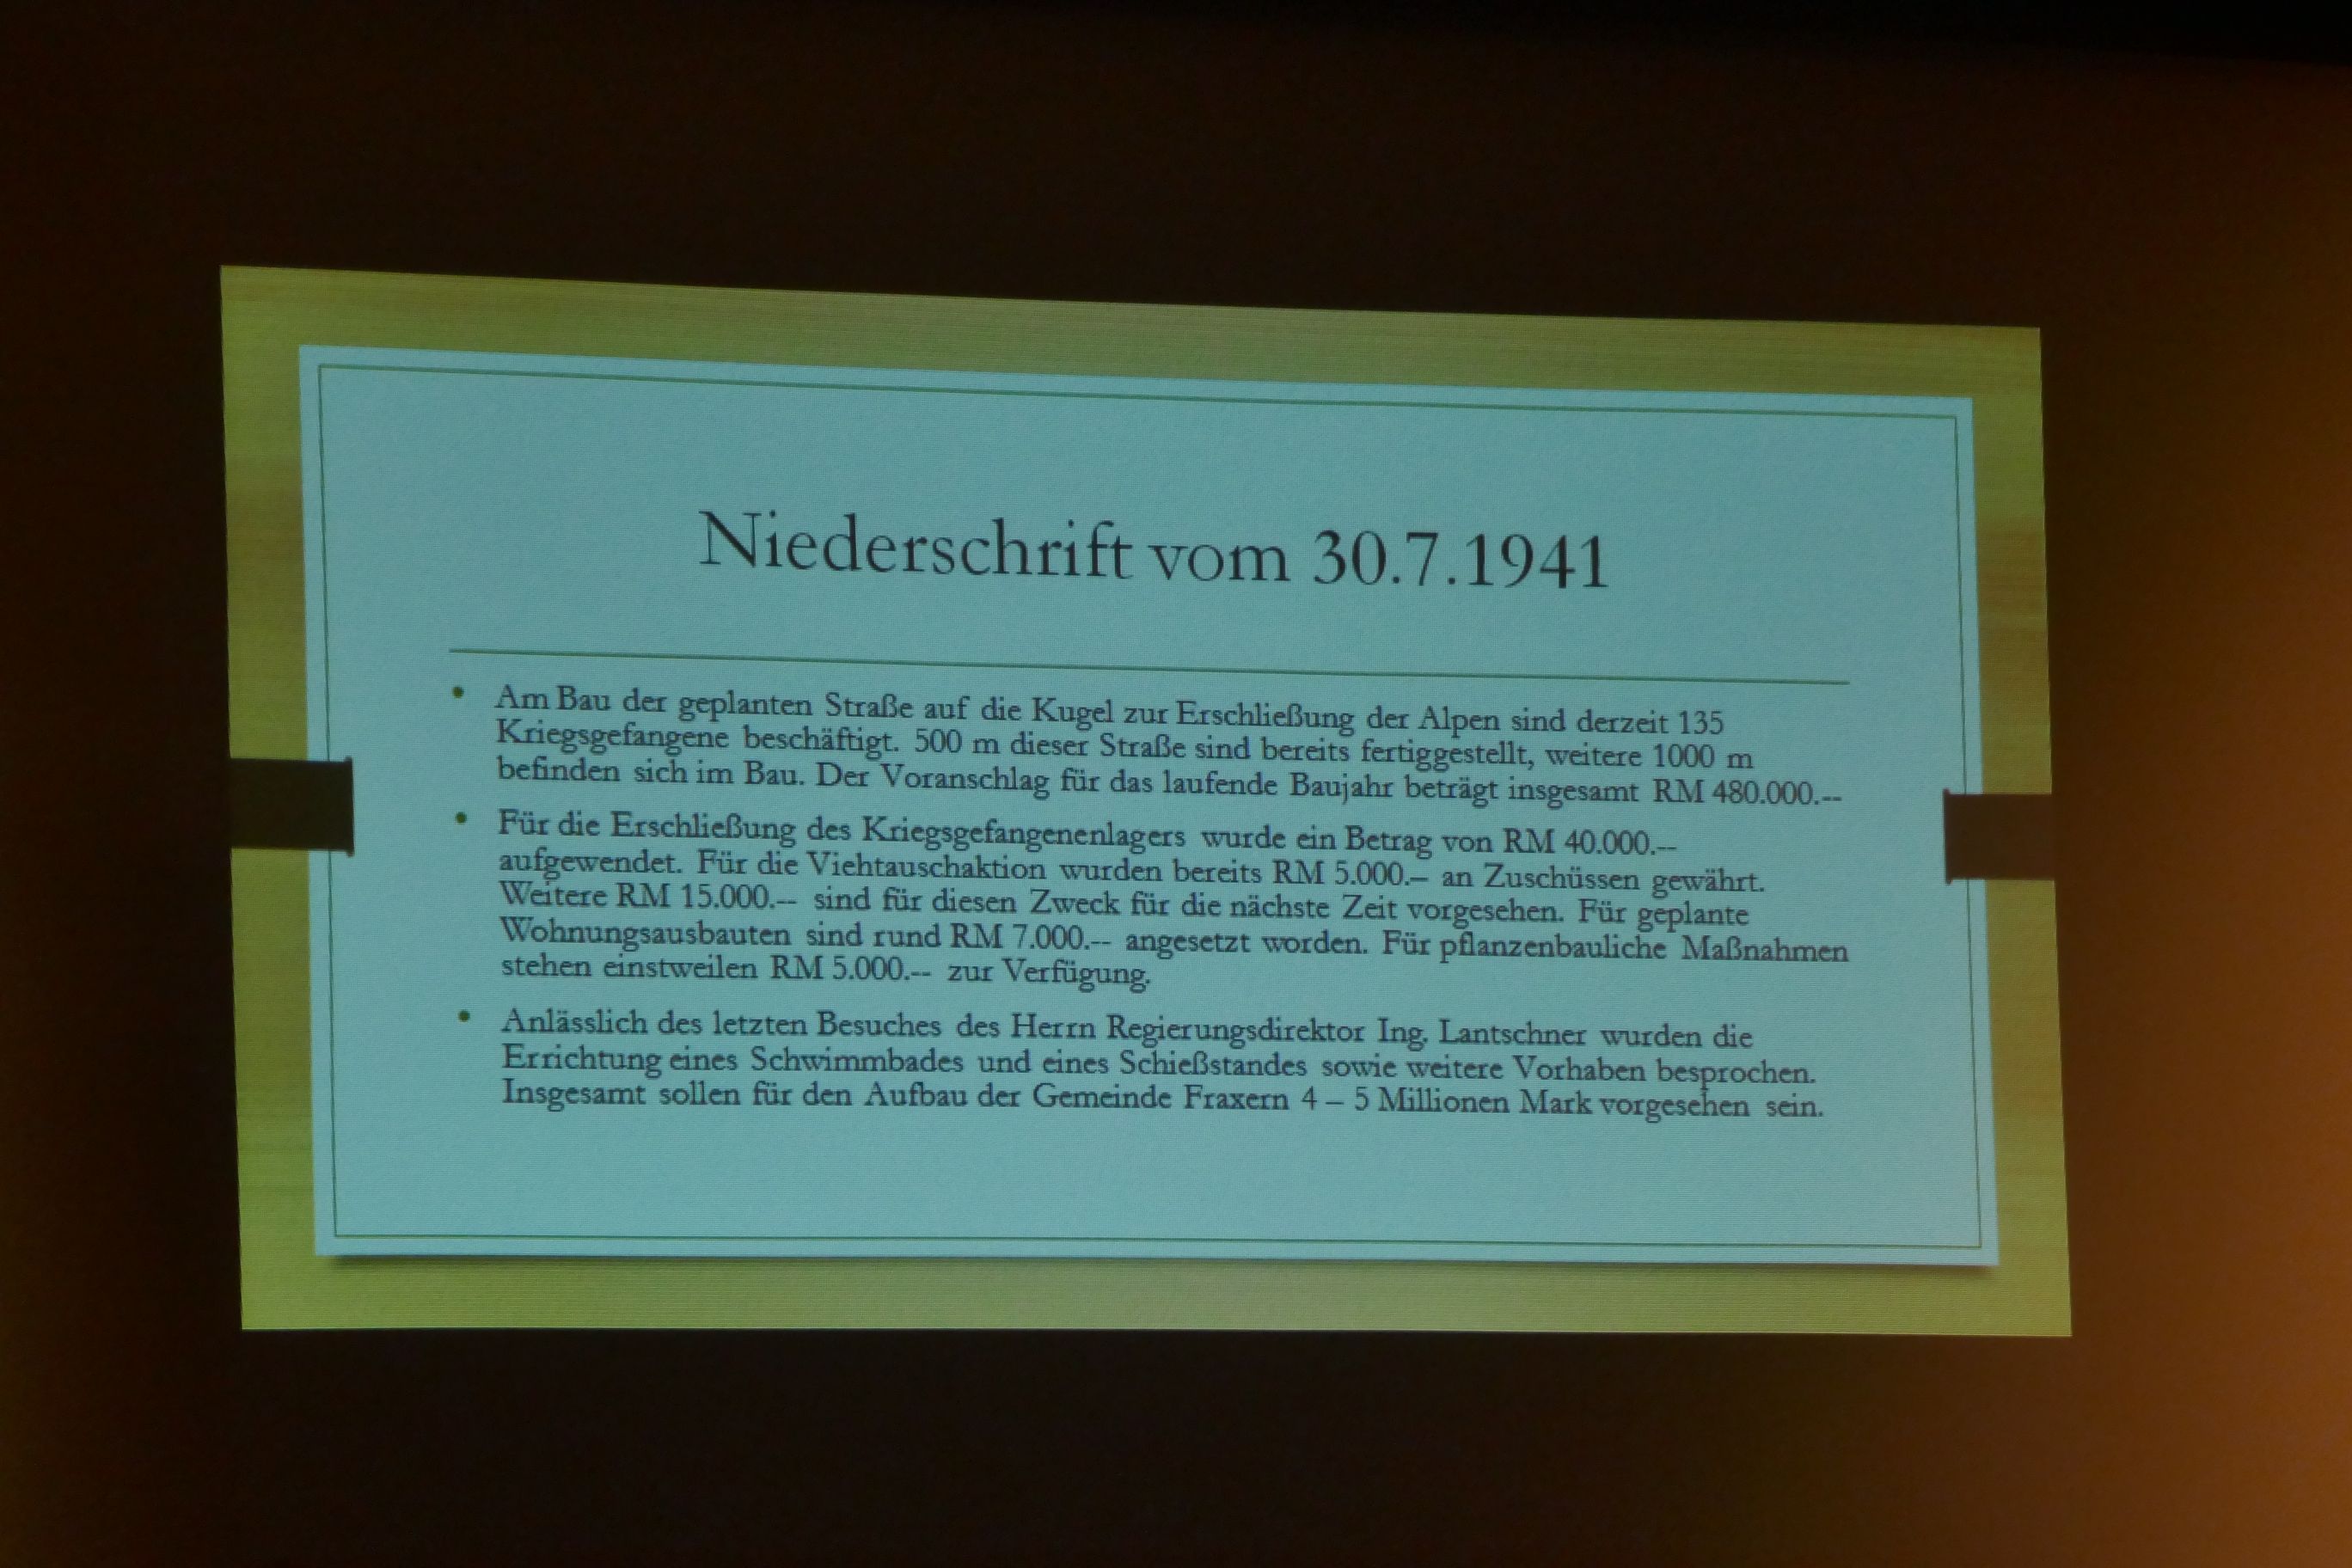 Niederschrift vom 30.7.1941
• Am Bau der geplanten Straße auf die Kugel zur Erschließung der Alpen sind derzeit 135
Kriegsgefangene beschäftigt. 500 m dieser Straße sind bereits fertiggestellt, weitere 1000 m
befinden sich im Bau. Der Voranschlag für das laufende Baujahr beträgt insgesamt RM 480.000.--
• Für die Erschließung des Kriegsgefangenenlagers wurde ein Betrag von RM 40.000.--
aufgewendet. Für die Viehtauschaktion wurden bereits RM 5.000.-- an Zuschüssen gewährt.
Weitere RM 15.000.-- sind für diesen Zweck für die nächste Zeit vorgesehen. Für geplante
Wohnungsausbauten sind rund RM 7.000.-- angesetzt worden. Für pflanzenbauliche Maßnahmen
stehen einstweilen RM 5.000.-- zur Verfügung.
• Anlässlich des letzten Besuches des Herrn Regierungsdirektor Ing. Lantschner wurden die
Errichtung eines Schwimmbades und eines Schießstandes sowie weitere Vorhaben besprochen.
Insgesamt sollen für den Aufbau der Gemeinde Fraxern 4 – 5 Millionen Mark vorgesehen sein.